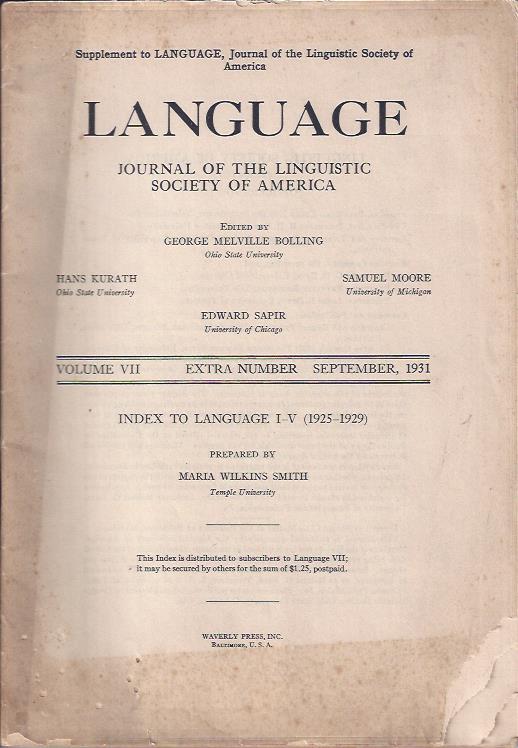 Supplement to LANGUAGE, Journal of the Linguistic Society of
America
LANGUAGE
JOURNAL OF THE LINGUISTIC
SOCIETY OF AMERICA
EDITED BY
GEORGE MELVILLE BOLLING
Ohio State University
HANS KURATH
Ohio State University
SAMUEL MOORE
University of Michigan
EDWARD SAPIR
University of Chicago
VOLUME VII EXTRA NUMBER SEPTEMBER, 1931
INDEX TO LANGUAGE I–V (1925–1929)
PREPARED BY
MARIA WILKINS SMITH
Temple University
This Index is distributed to subscribers to Language VII;
it may be secured by others for the sum of $1.25, postpaid.
WAVERLY PRESS, INC.
BALTIMORE, U. S. A.